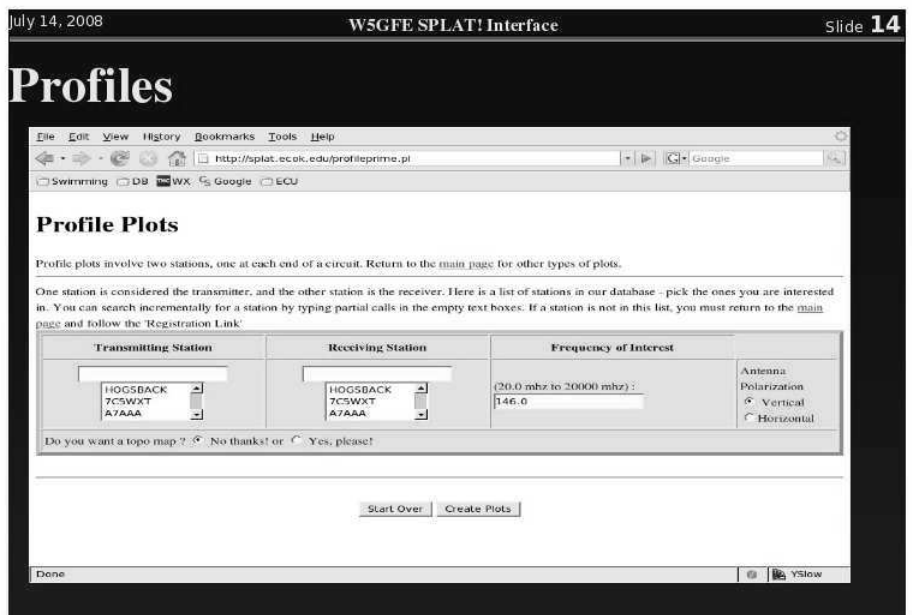 July 14, 2008
W5GFE SPLAT! Interface
Slide 14
Profiles
File Edit View History Bookmarks Tools Help
http://splat.ecok.edu/profileprime.pl
G Google
Swimming DB TWC WX Google ECU
Profile Plots
Profile plots involve two stations, one at each end of a circuit. Return to the main page for other types of plots.
One station is considered the transmitter, and the other station is the receiver. Here is a list of stations in our database - pick the ones you are interested
in. You can search incrementally for a station by typing partial calls in the empty text boxes. If a station is not in this list, you must return to the main
page and follow the 'Registration Link'
Transmitting Station Receiving Station Frequency of Interest
HOGSBACK
7C5WXT
A7AAA
HOGSBACK
7C5WXT
A7AAA
(20.0 mhz to 20000 mhz) :
146.0
Antenna
Polarization
Vertical
Horizontal
Do you want a topo map ? No thanks! or Yes, please!
Start Over Create Plots
Done YSlow